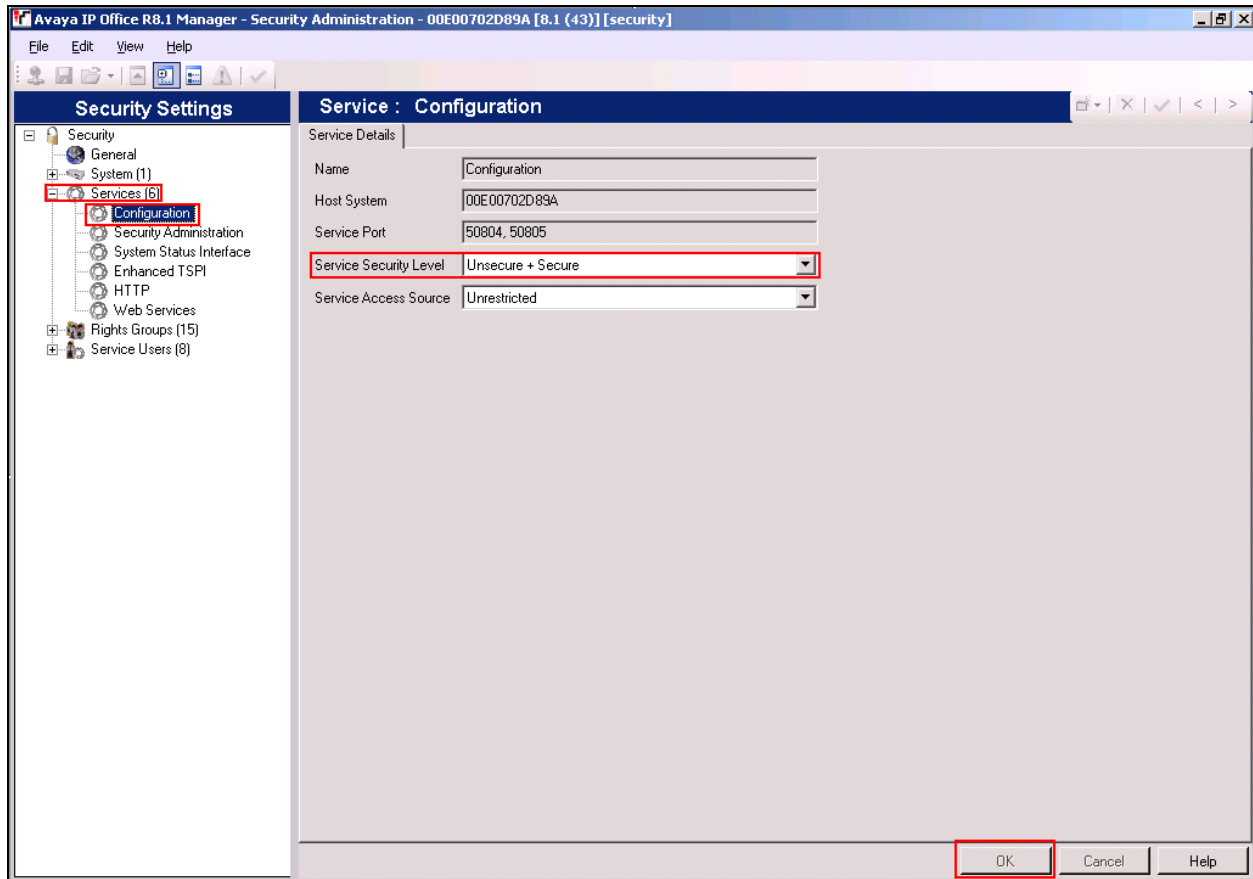 Avaya IP Office R8.1 Manager - Security Administration - 00E00702D89A [8.1 (43)] [security]
File Edit View Help
Security Settings
Security
General
System (1)
Services (6)
Configuration
Security Administration
System Status Interface
Enhanced TSPI
HTTP
Web Services
Rights Groups (15)
Service Users (8)
Service : Configuration
Service Details
Name Configuration
Host System 00E00702D89A
Service Port 50804, 50805
Service Security Level Unsecure + Secure
Service Access Source Unrestricted
OK Cancel Help